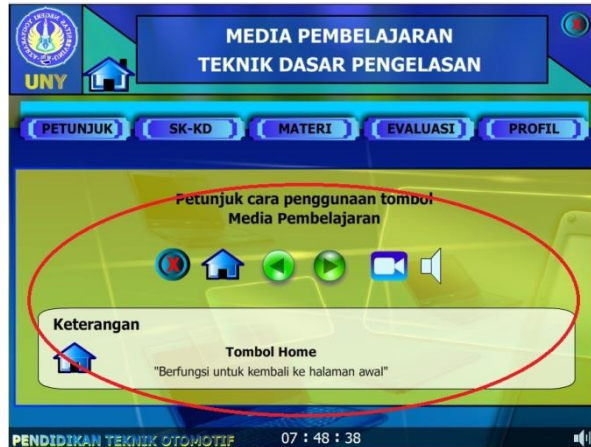 MEDIA PEMBELAJARAN
TEKNIK DASAR PENGELASAN
UNY
PETUNJUK
SK-KD
MATERI
EVALUASI
PROFIL
Petunjuk cara penggunaan tombol
Media Pembelajaran
Keterangan
Tombol Home
"Berfungsi untuk kembali ke halaman awal"
PENDIDIKAN TEKNIK OTOMOTIF
07 : 48 : 38